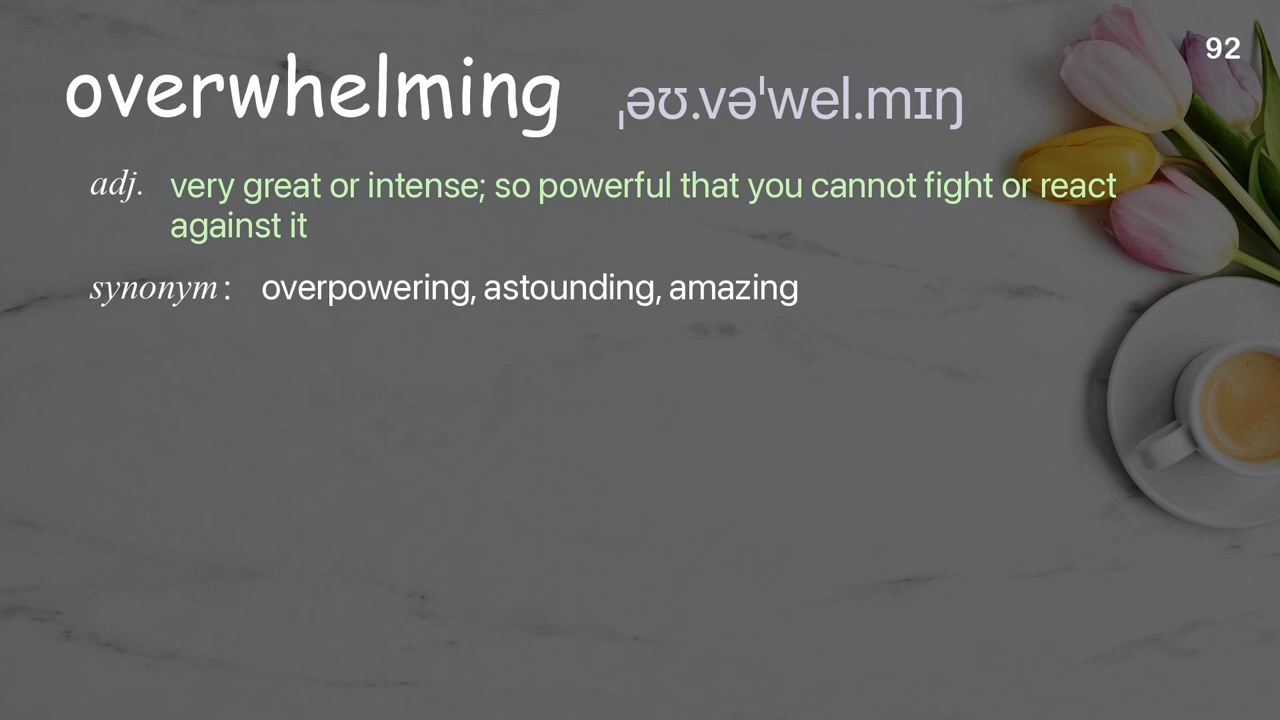 92
overwhelming ˌəʊ.vəˈwel.mɪŋ
adj. very great or intense; so powerful that you cannot fight or react
against it
synonym: overpowering, astounding, amazing